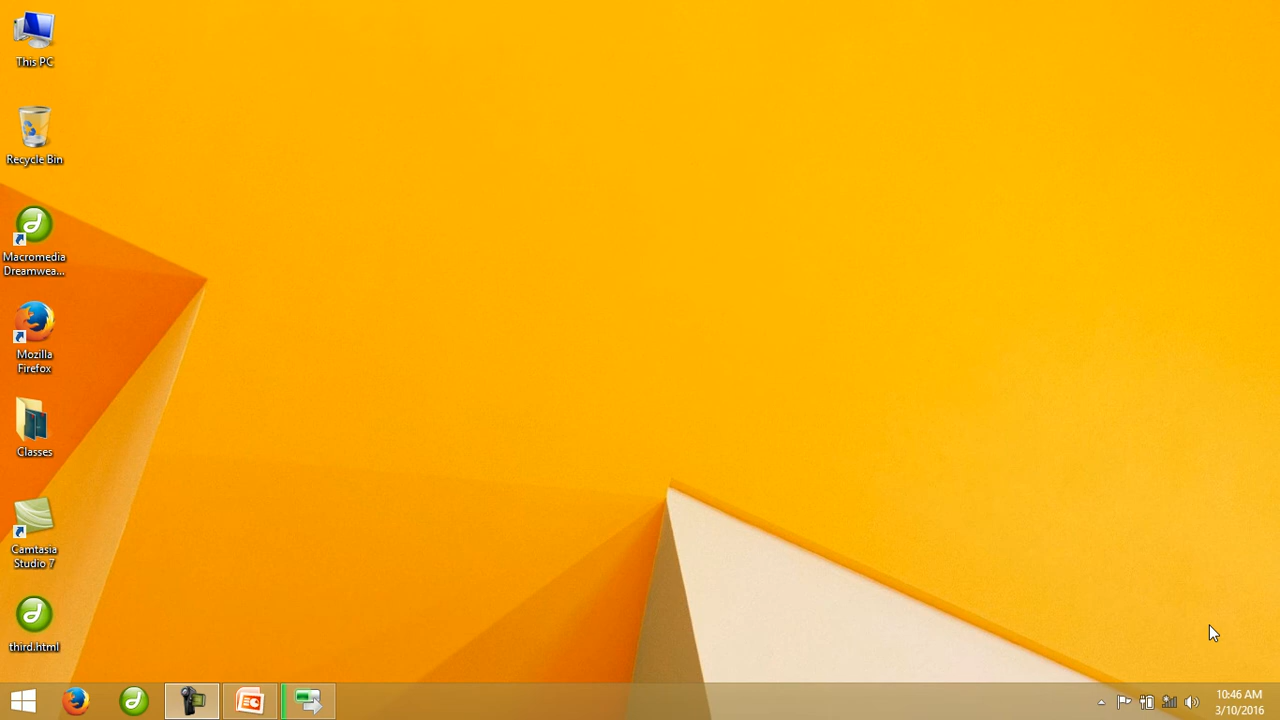 This PC
Recycle Bin
Macromedia
Dreamwea...
Mozilla
Firefox
Classes
Camtasia
Studio 7
third.html
10:46 AM
3/10/2016